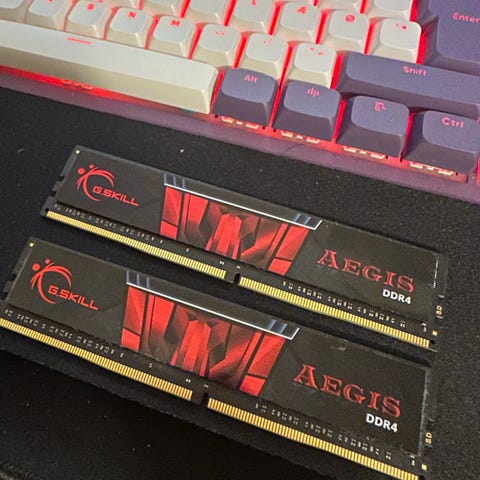 B N M Æ Ø
Enter
Alt Shift
Ctrl
G.SKILL
AEGIS
DDR4
G.SKILL
AEGIS
DDR4